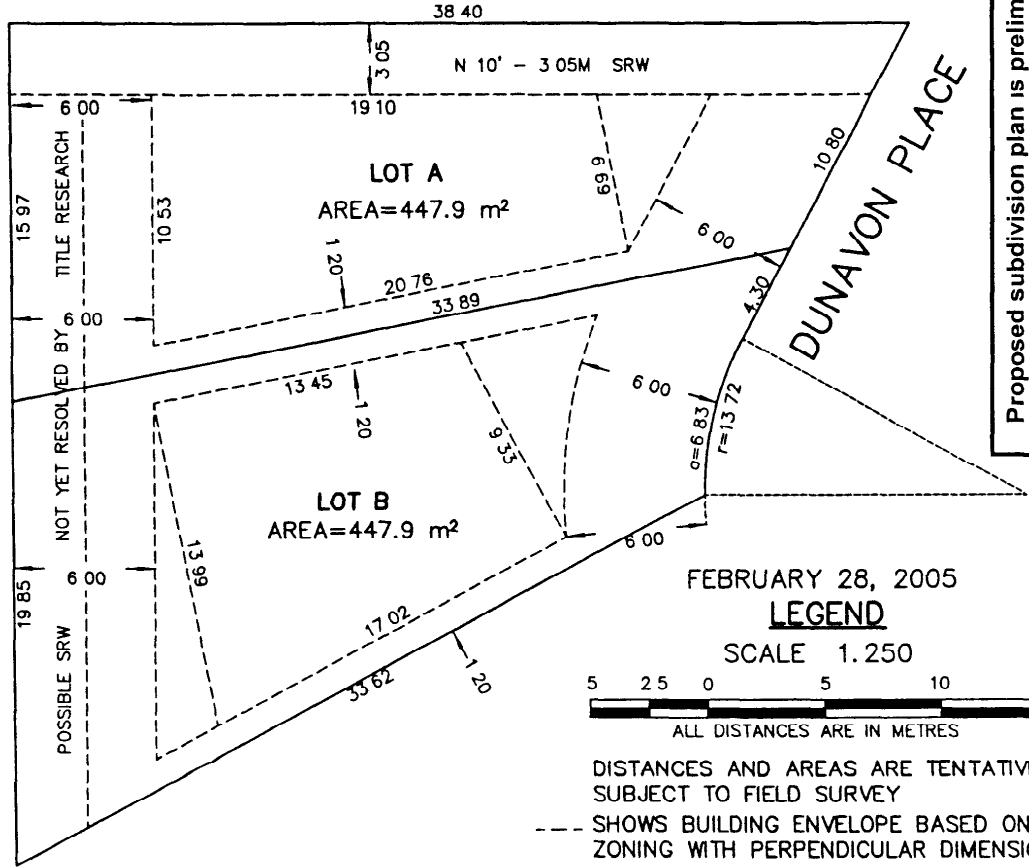 38 40
3 05
N 10' - 3 05M SRW
6 00
19 10
LOT A
AREA=447.9 m²
15 97
10 53
6 69
10 80
DUNAVON PLACE
6 00
1 20
20 76
33 89
4.30
6 00
13 45
1 20
6 00
a=6 83
r=13 72
9 33
LOT B
AREA=447.9 m²
13 99
6 00
6 00
19 85
17 02
33 62
1 20
POSSIBLE SRW NOT YET RESOLVED BY TITLE RESEARCH
Proposed subdivision plan is prelim
FEBRUARY 28, 2005
LEGEND
SCALE 1.250
5 2 5 0 5 10
ALL DISTANCES ARE IN METRES
DISTANCES AND AREAS ARE TENTATIVE
SUBJECT TO FIELD SURVEY
SHOWS BUILDING ENVELOPE BASED ON
ZONING WITH PERPENDICULAR DIMENSIO